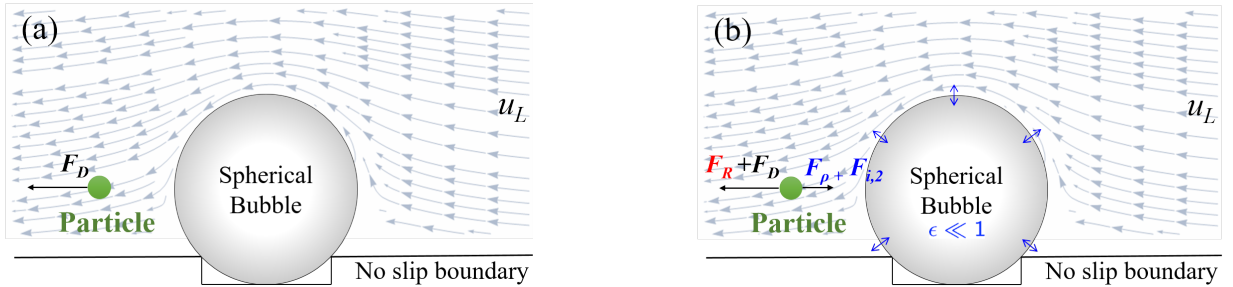 (a)
u_L
F_D
Spherical
Bubble
Particle
No slip boundary
(b)
u_L
F_R+F_D
F_ρ + F_i,2
Spherical
Bubble
ϵ ≪ 1
Particle
No slip boundary